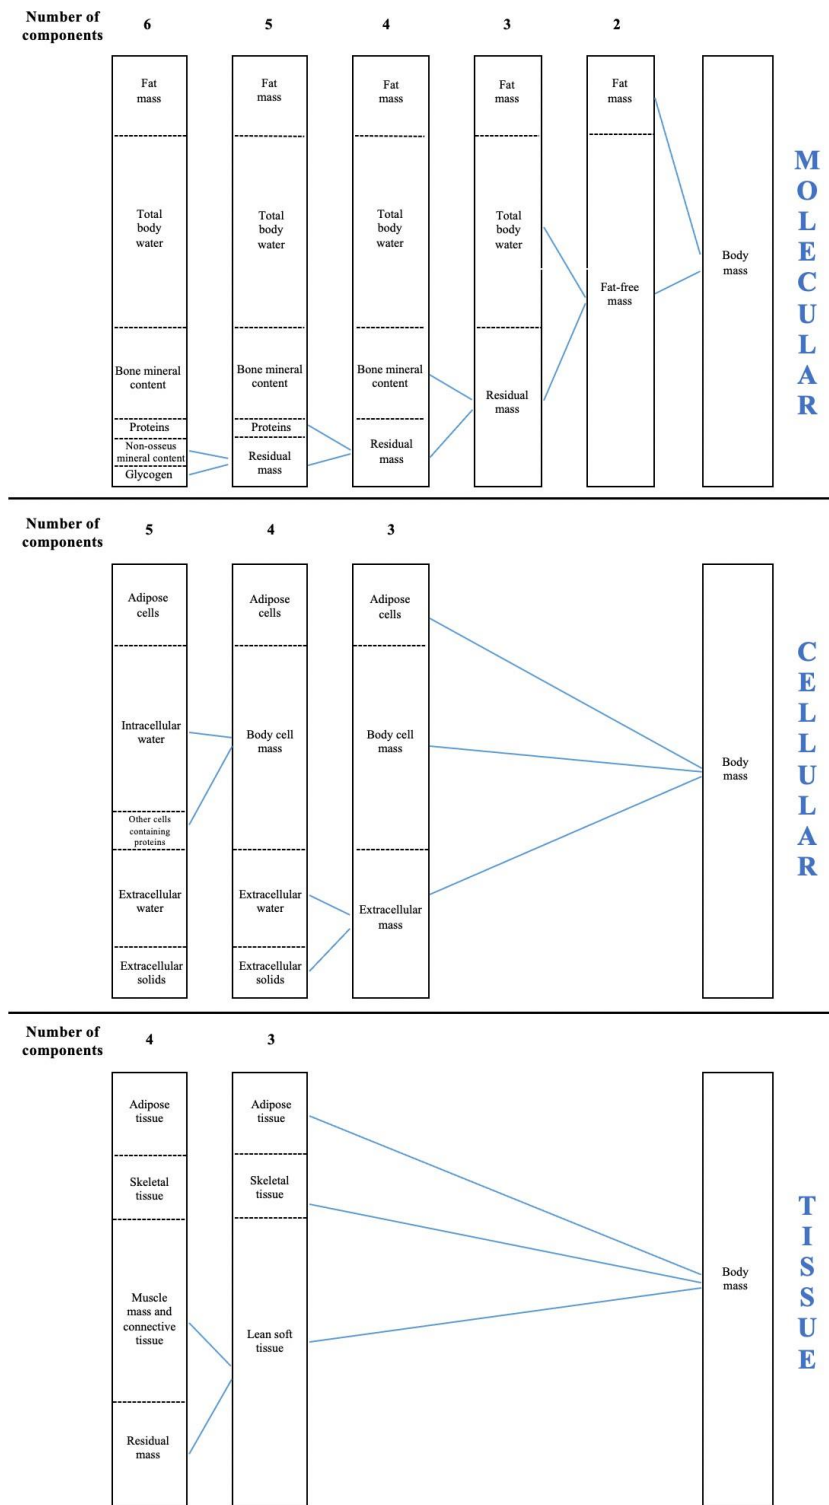 Number of
components
6
5
4
3
2
Fat
mass
Total
body
water
Bone mineral
content
Proteins
Non-osseus
mineral content
Glycogen
Fat
mass
Total
body
water
Bone mineral
content
Proteins
Residual
mass
Fat
mass
Total
body
water
Bone mineral
content
Residual
mass
Fat
mass
Total
body
water
Residual
mass
Fat
mass
Fat-free
mass
Body
mass
MOLECULAR
Number of
components
5
4
3
Adipose
cells
Intracellular
water
Other cells
containing
proteins
Extracellular
water
Extracellular
solids
Adipose
cells
Body cell
mass
Extracellular
water
Extracellular
solids
Adipose
cells
Body cell
mass
Extracellular
mass
Body
mass
CELLULAR
Number of
components
4
3
Adipose
tissue
Skeletal
tissue
Muscle
mass and
connective
tissue
Residual
mass
Adipose
tissue
Skeletal
tissue
Lean soft
tissue
Body
mass
TISSUE